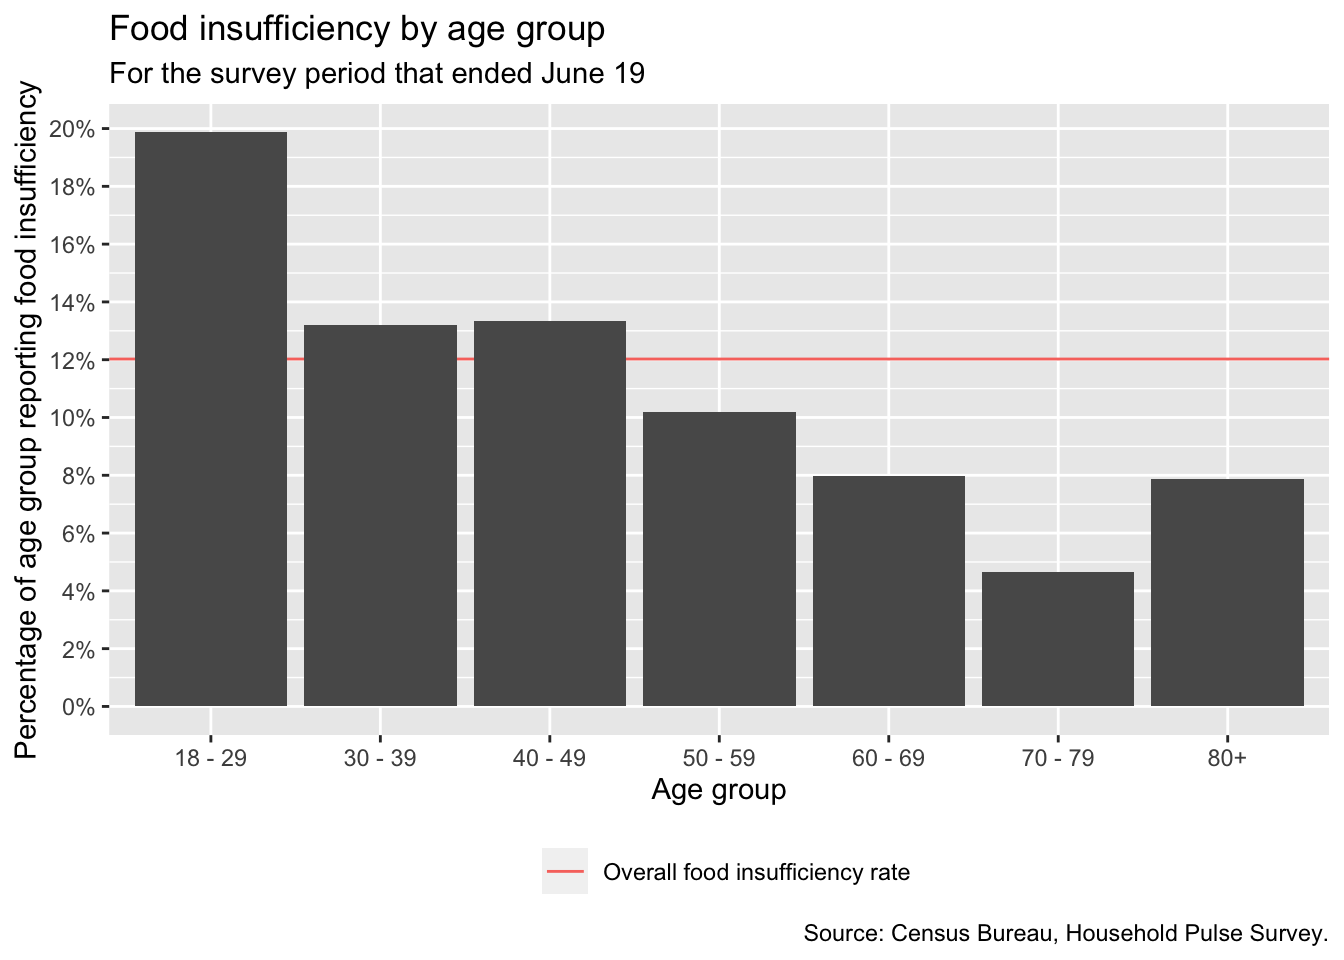 Food insufficiency by age group
For the survey period that ended June 19
Percentage of age group reporting food insufficiency
20%
18%
16%
14%
12%
10%
8%
6%
4%
2%
0%
18 - 29 30 - 39 40 - 49 50 - 59 60 - 69 70 - 79 80+
Age group
Overall food insufficiency rate
Source: Census Bureau, Household Pulse Survey.